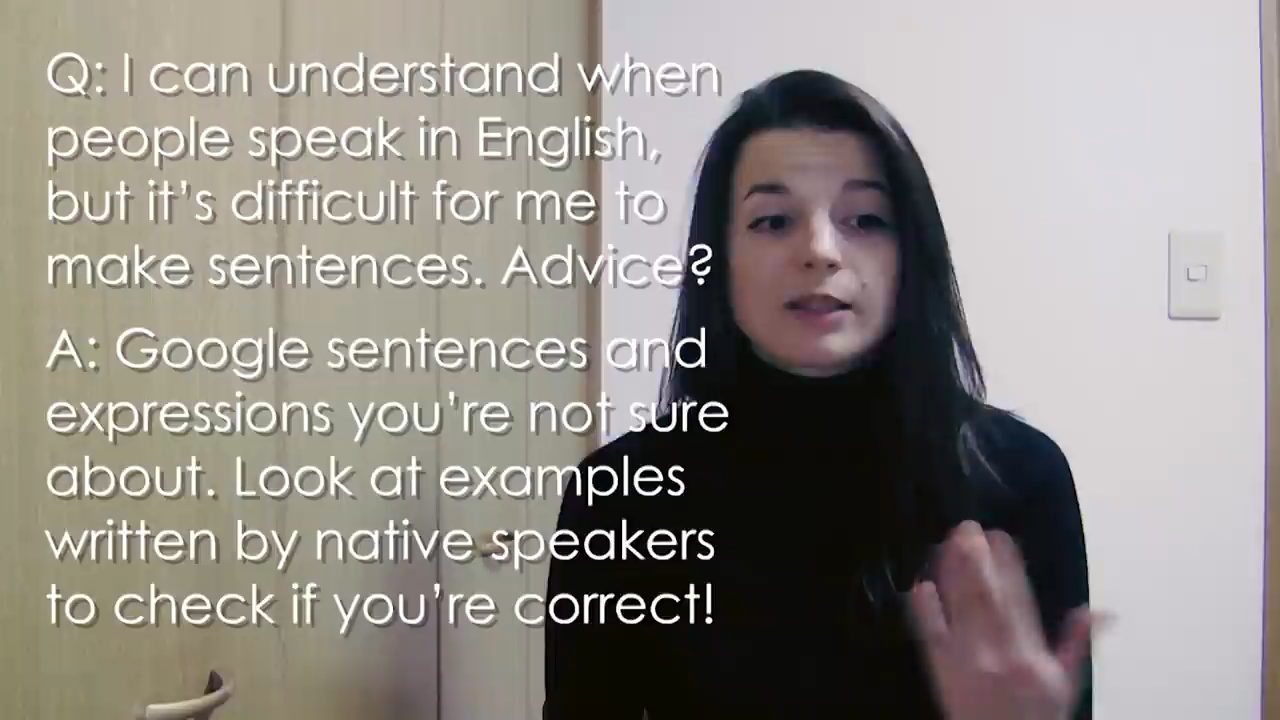 Q: I can understand when
people speak in English,
but it's difficult for me to
make sentences. Advice?
A: Google sentences and
expressions you're not sure
about. Look at examples
written by native speakers
to check if you're correct!